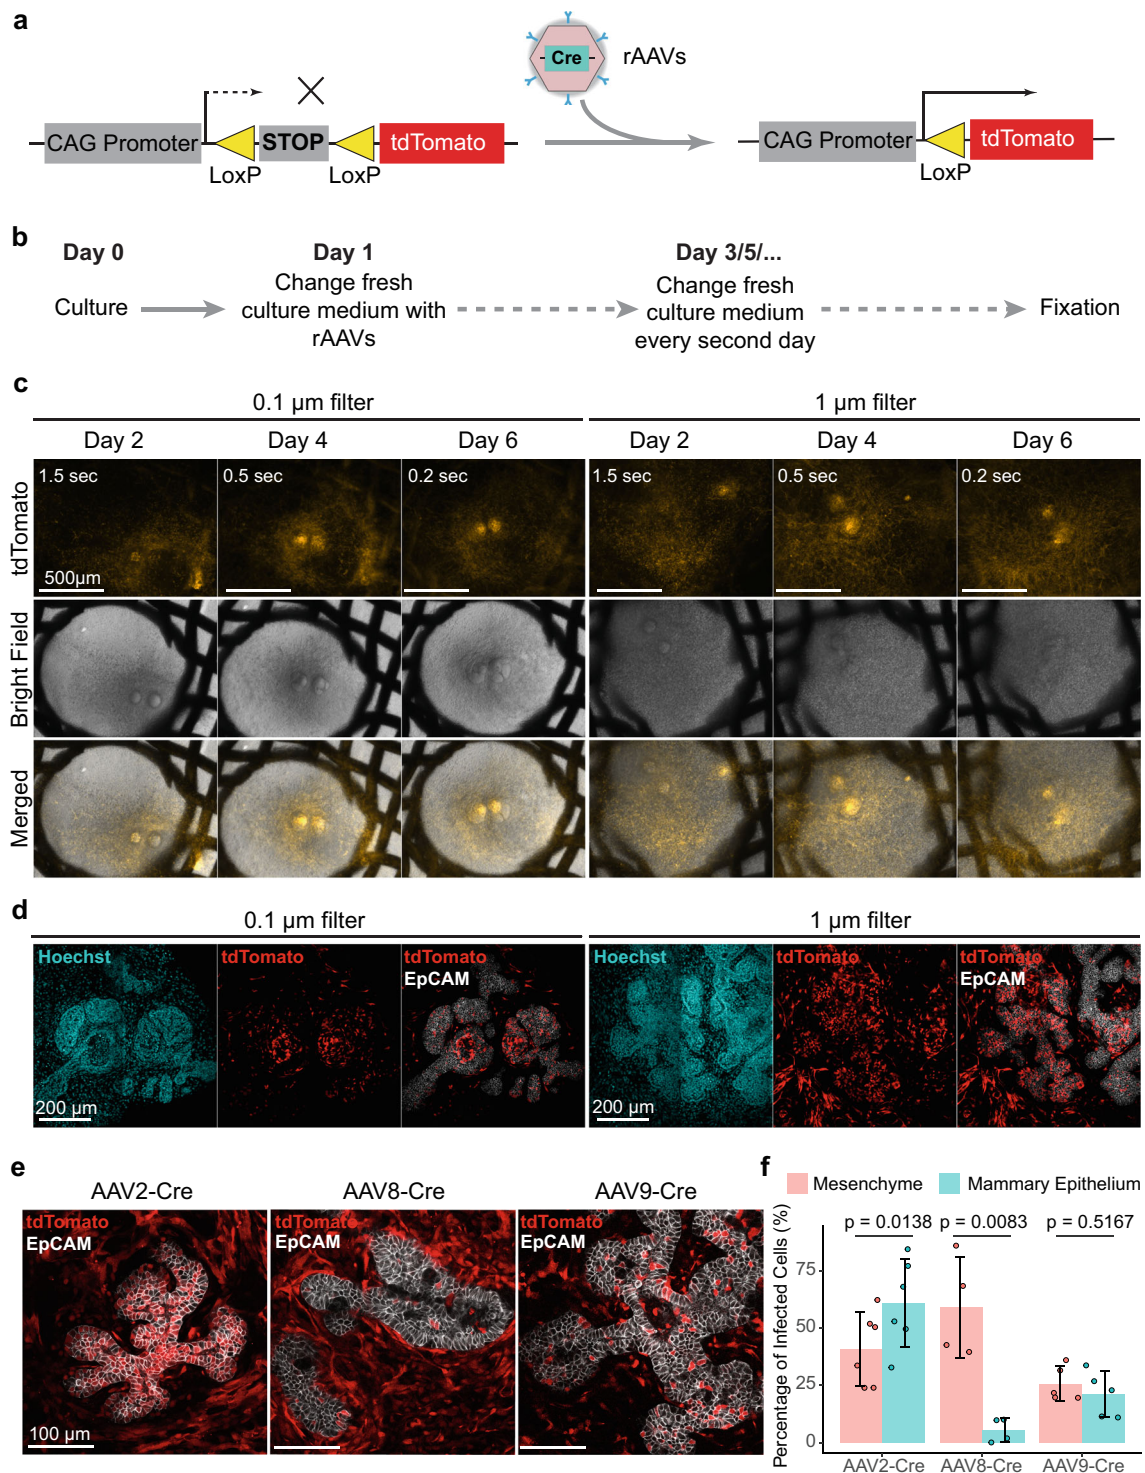 a
Cre
rAAVs
CAG Promoter
STOP
tdTomato
LoxP
LoxP
CAG Promoter
tdTomato
LoxP
b
Day 0
Culture
Day 1
Change fresh
culture medium with
rAAVs
Day 3/5/...
Change fresh
culture medium
every second day
Fixation
c
0.1 µm filter
1 µm filter
Day 2
Day 4
Day 6
Day 2
Day 4
Day 6
tdTomato
1.5 sec
0.5 sec
0.2 sec
1.5 sec
0.5 sec
0.2 sec
500µm
Bright Field
Merged
d
0.1 µm filter
1 µm filter
Hoechst
tdTomato
tdTomato
EpCAM
Hoechst
tdTomato
tdTomato
EpCAM
200 µm
200 µm
e
AAV2-Cre
AAV8-Cre
AAV9-Cre
tdTomato
EpCAM
tdTomato
EpCAM
tdTomato
EpCAM
100 µm
f
Mesenchyme
Mammary Epithelium
p = 0.0138
p = 0.0083
p = 0.5167
Percentage of Infected Cells (%)
75
50
25
0
AAV2-Cre
AAV8-Cre
AAV9-Cre